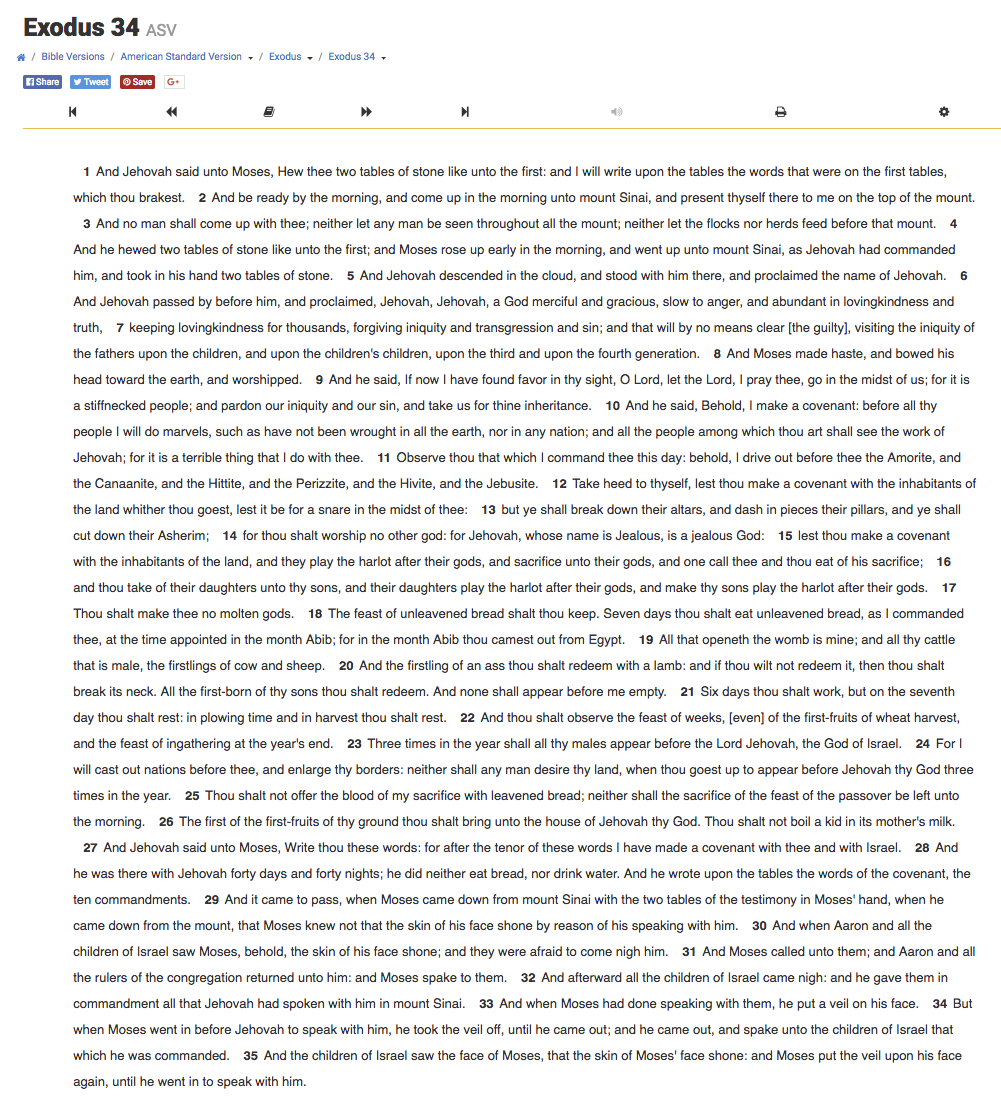 Exodus 34 ASV
/ Bible Versions / American Standard Version / Exodus / Exodus 34
Share Tweet Save G+
1 And Jehovah said unto Moses, Hew thee two tables of stone like unto the first: and I will write upon the tables the words that were on the first tables,
which thou brakest. 2 And be ready by the morning, and come up in the morning unto mount Sinai, and present thyself there to me on the top of the mount.
3 And no man shall come up with thee; neither let any man be seen throughout all the mount; neither let the flocks nor herds feed before that mount. 4
And he hewed two tables of stone like unto the first; and Moses rose up early in the morning, and went up unto mount Sinai, as Jehovah had commanded
him, and took in his hand two tables of stone. 5 And Jehovah descended in the cloud, and stood with him there, and proclaimed the name of Jehovah. 6
And Jehovah passed by before him, and proclaimed, Jehovah, Jehovah, a God merciful and gracious, slow to anger, and abundant in lovingkindness and
truth, 7 keeping lovingkindness for thousands, forgiving iniquity and transgression and sin; and that will by no means clear [the guilty], visiting the iniquity of
the fathers upon the children, and upon the children's children, upon the third and upon the fourth generation. 8 And Moses made haste, and bowed his
head toward the earth, and worshipped. 9 And he said, If now I have found favor in thy sight, O Lord, let the Lord, I pray thee, go in the midst of us; for it is
a stiffnecked people; and pardon our iniquity and our sin, and take us for thine inheritance. 10 And he said, Behold, I make a covenant: before all thy
people I will do marvels, such as have not been wrought in all the earth, nor in any nation; and all the people among which thou art shall see the work of
Jehovah; for it is a terrible thing that I do with thee. 11 Observe thou that which I command thee this day: behold, I drive out before thee the Amorite, and
the Canaanite, and the Hittite, and the Perizzite, and the Hivite, and the Jebusite. 12 Take heed to thyself, lest thou make a covenant with the inhabitants of
the land whither thou goest, lest it be for a snare in the midst of thee: 13 but ye shall break down their altars, and dash in pieces their pillars, and ye shall
cut down their Asherim; 14 for thou shalt worship no other god: for Jehovah, whose name is Jealous, is a jealous God: 15 lest thou make a covenant
with the inhabitants of the land, and they play the harlot after their gods, and sacrifice unto their gods, and one call thee and thou eat of his sacrifice; 16
and thou take of their daughters unto thy sons, and their daughters play the harlot after their gods, and make thy sons play the harlot after their gods. 17
Thou shalt make thee no molten gods. 18 The feast of unleavened bread shalt thou keep. Seven days thou shalt eat unleavened bread, as I commanded
thee, at the time appointed in the month Abib; for in the month Abib thou camest out from Egypt. 19 All that openeth the womb is mine; and all thy cattle
that is male, the firstlings of cow and sheep. 20 And the firstling of an ass thou shalt redeem with a lamb: and if thou wilt not redeem it, then thou shalt
break its neck. All the first-born of thy sons thou shalt redeem. And none shall appear before me empty. 21 Six days thou shalt work, but on the seventh
day thou shalt rest: in plowing time and in harvest thou shalt rest. 22 And thou shalt observe the feast of weeks, [even] of the first-fruits of wheat harvest,
and the feast of ingathering at the year's end. 23 Three times in the year shall all thy males appear before the Lord Jehovah, the God of Israel. 24 For I
will cast out nations before thee, and enlarge thy borders: neither shall any man desire thy land, when thou goest up to appear before Jehovah thy God three
times in the year. 25 Thou shalt not offer the blood of my sacrifice with leavened bread; neither shall the sacrifice of the feast of the passover be left unto
the morning. 26 The first of the first-fruits of thy ground thou shalt bring unto the house of Jehovah thy God. Thou shalt not boil a kid in its mother's milk.
27 And Jehovah said unto Moses, Write thou these words: for after the tenor of these words I have made a covenant with thee and with Israel. 28 And
he was there with Jehovah forty days and forty nights; he did neither eat bread, nor drink water. And he wrote upon the tables the words of the covenant, the
ten commandments. 29 And it came to pass, when Moses came down from mount Sinai with the two tables of the testimony in Moses' hand, when he
came down from the mount, that Moses knew not that the skin of his face shone by reason of his speaking with him. 30 And when Aaron and all the
children of Israel saw Moses, behold, the skin of his face shone; and they were afraid to come nigh him. 31 And Moses called unto them; and Aaron and all
the rulers of the congregation returned unto him: and Moses spake to them. 32 And afterward all the children of Israel came nigh: and he gave them in
commandment all that Jehovah had spoken with him in mount Sinai. 33 And when Moses had done speaking with them, he put a veil on his face. 34 But
when Moses went in before Jehovah to speak with him, he took the veil off, until he came out; and he came out, and spake unto the children of Israel that
which he was commanded. 35 And the children of Israel saw the face of Moses, that the skin of Moses' face shone: and Moses put the veil upon his face
again, until he went in to speak with him.